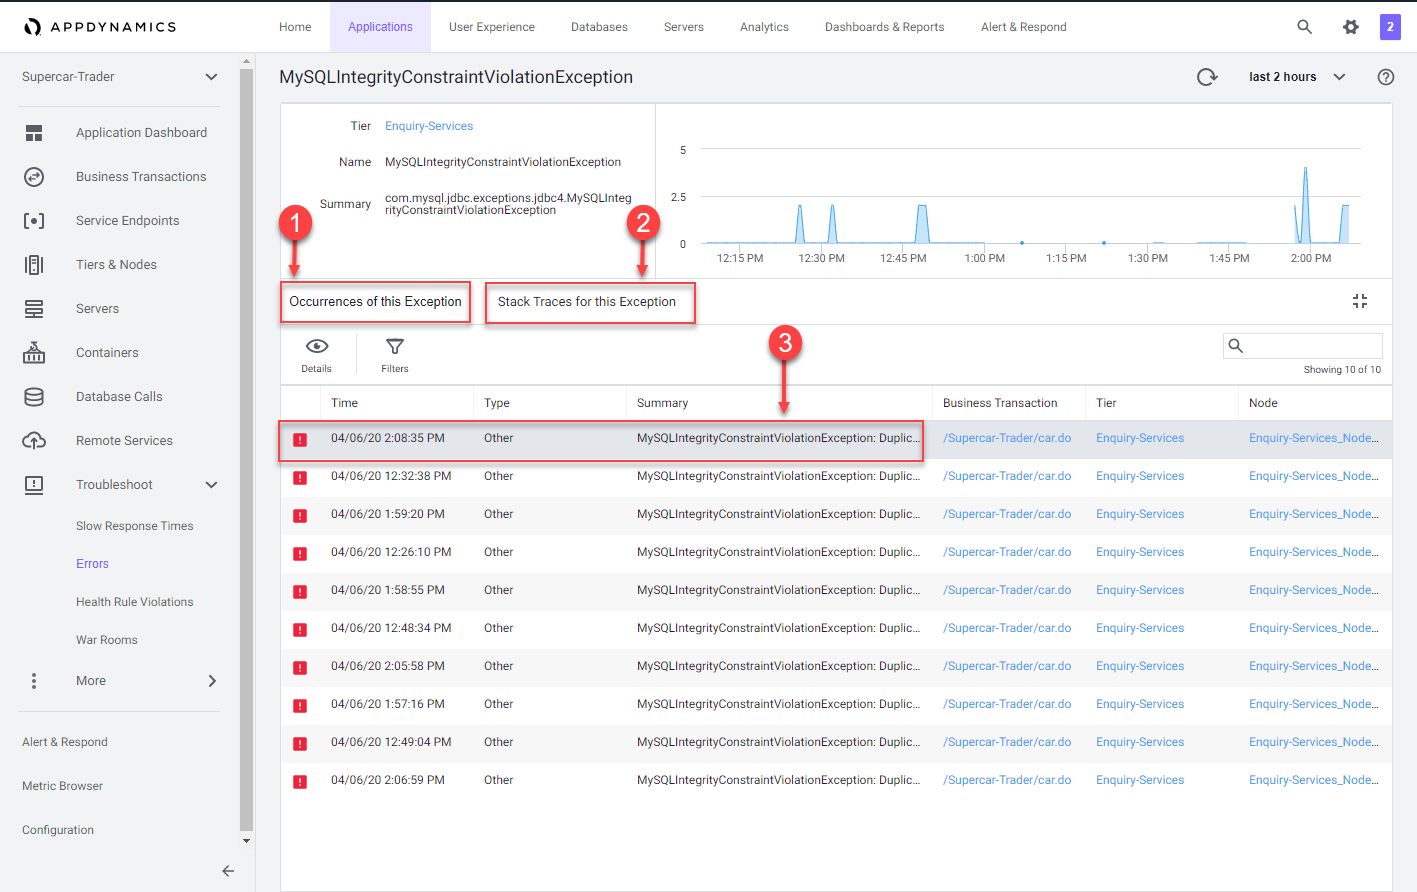 APPDYNAMICS
Home
Applications
User Experience
Databases
Servers
Analytics
Dashboards & Reports
Alert & Respond
2
Supercar-Trader
Application Dashboard
Business Transactions
Service Endpoints
Tiers & Nodes
Servers
Containers
Database Calls
Remote Services
Troubleshoot
Slow Response Times
Errors
Health Rule Violations
War Rooms
More
Alert & Respond
Metric Browser
Configuration
MySQLIntegrityConstraintViolationException
last 2 hours
Tier Enquiry-Services
Name MySQLIntegrityConstraintViolationException
Summary com.mysql.jdbc.exceptions.jdbc4.MySQLInteg
rityConstraintViolationException
5
2.5
0
12:15 PM 12:30 PM 12:45 PM 1:00 PM 1:15 PM 1:30 PM 1:45 PM 2:00 PM
1
2
Occurrences of this Exception
Stack Traces for this Exception
3
Details
Filters
Showing 10 of 10
Time Type Summary Business Transaction Tier Node
04/06/20 2:08:35 PM Other MySQLIntegrityConstraintViolationException: Duplic... /Supercar-Trader/car.do Enquiry-Services Enquiry-Services_Node...
04/06/20 12:32:38 PM Other MySQLIntegrityConstraintViolationException: Duplic... /Supercar-Trader/car.do Enquiry-Services Enquiry-Services_Node...
04/06/20 1:59:20 PM Other MySQLIntegrityConstraintViolationException: Duplic... /Supercar-Trader/car.do Enquiry-Services Enquiry-Services_Node...
04/06/20 12:26:10 PM Other MySQLIntegrityConstraintViolationException: Duplic... /Supercar-Trader/car.do Enquiry-Services Enquiry-Services_Node...
04/06/20 1:58:55 PM Other MySQLIntegrityConstraintViolationException: Duplic... /Supercar-Trader/car.do Enquiry-Services Enquiry-Services_Node...
04/06/20 12:48:34 PM Other MySQLIntegrityConstraintViolationException: Duplic... /Supercar-Trader/car.do Enquiry-Services Enquiry-Services_Node...
04/06/20 2:05:58 PM Other MySQLIntegrityConstraintViolationException: Duplic... /Supercar-Trader/car.do Enquiry-Services Enquiry-Services_Node...
04/06/20 1:57:16 PM Other MySQLIntegrityConstraintViolationException: Duplic... /Supercar-Trader/car.do Enquiry-Services Enquiry-Services_Node...
04/06/20 12:49:04 PM Other MySQLIntegrityConstraintViolationException: Duplic... /Supercar-Trader/car.do Enquiry-Services Enquiry-Services_Node...
04/06/20 2:06:59 PM Other MySQLIntegrityConstraintViolationException: Duplic... /Supercar-Trader/car.do Enquiry-Services Enquiry-Services_Node...